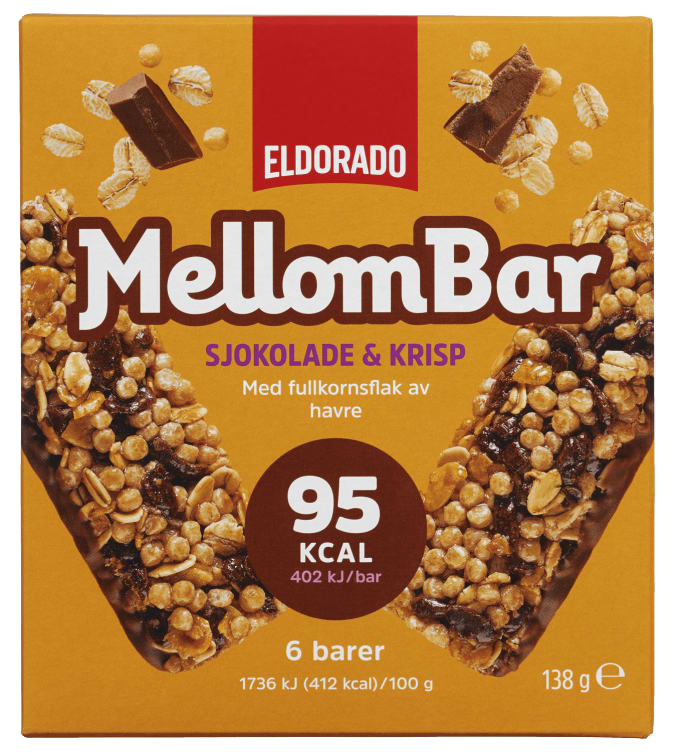 ELDORADO
MellomBar
SJOKOLADE & KRISP
Med fullkornsflak av
havre
95
KCAL
402 kJ/bar
6 barer
1736 kJ (412 kcal)/100 g
138 g ℮